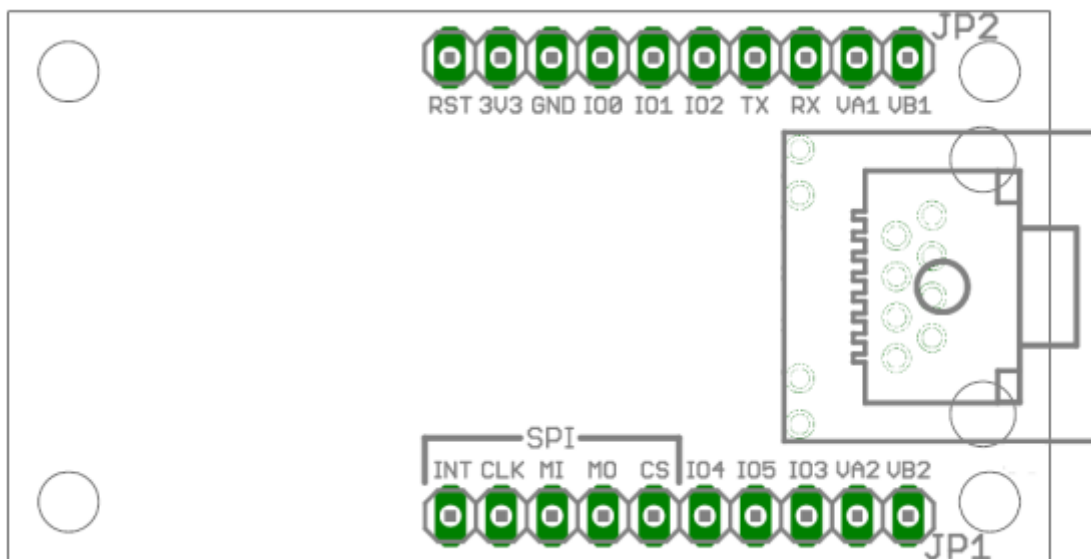 JP2
RST 3V3 GND IO0 IO1 IO2 TX RX VA1 VB1
SPI
INT CLK MI MO CS IO4 IO5 IO3 VA2 VB2
JP1